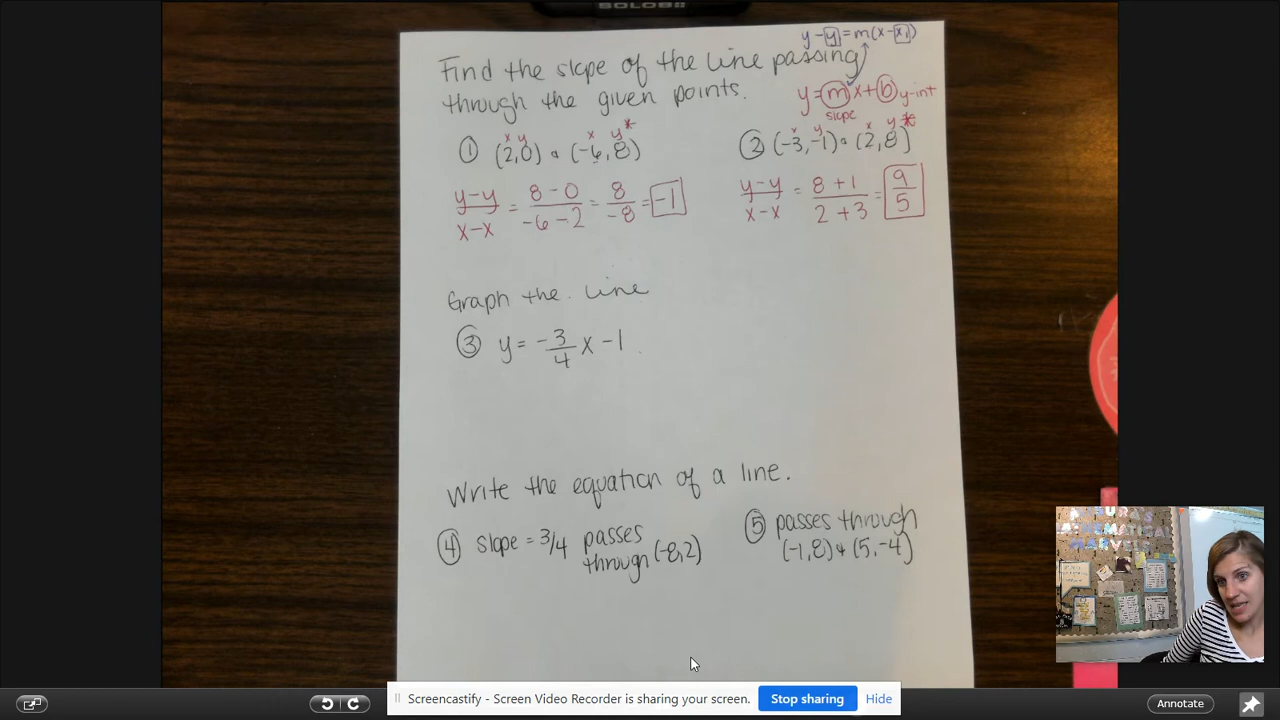 SOLOBII
y-y₁=m(x-x₁)
Find the slope of the line passing
through the given points.
y=mx+b y-int
slope
x y x y*
① (2,0) & (-6,8)
y-y/x-x = 8-0/-6-2 = 8/-8 = -1
x y x y*
② (-3,-1) & (2,8)
y-y/x-x = 8+1/2+3 = 9/5
Graph the line
③ y=-3/4 x -1
Write the equation of a line.
④ slope = 3/4 passes
through (-8,2)
⑤ passes through
(-1,8) & (5,-4)
Screencastify - Screen Video Recorder is sharing your screen. Stop sharing Hide
Annotate